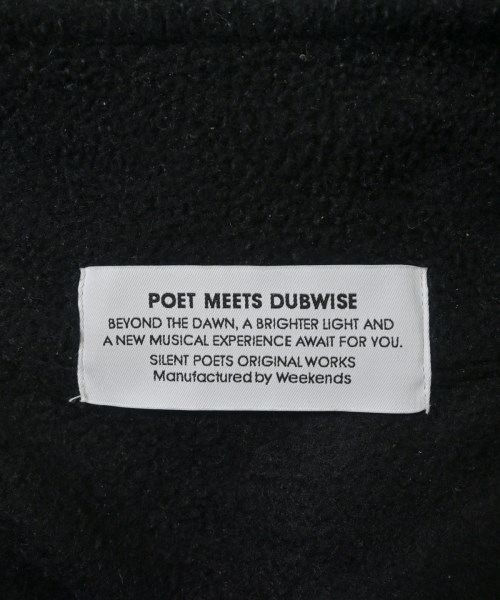 POET MEETS DUBWISE
BEYOND THE DAWN, A BRIGHTER LIGHT AND
A NEW MUSICAL EXPERIENCE AWAIT FOR YOU.
SILENT POETS ORIGINAL WORKS
Manufactured by Weekends